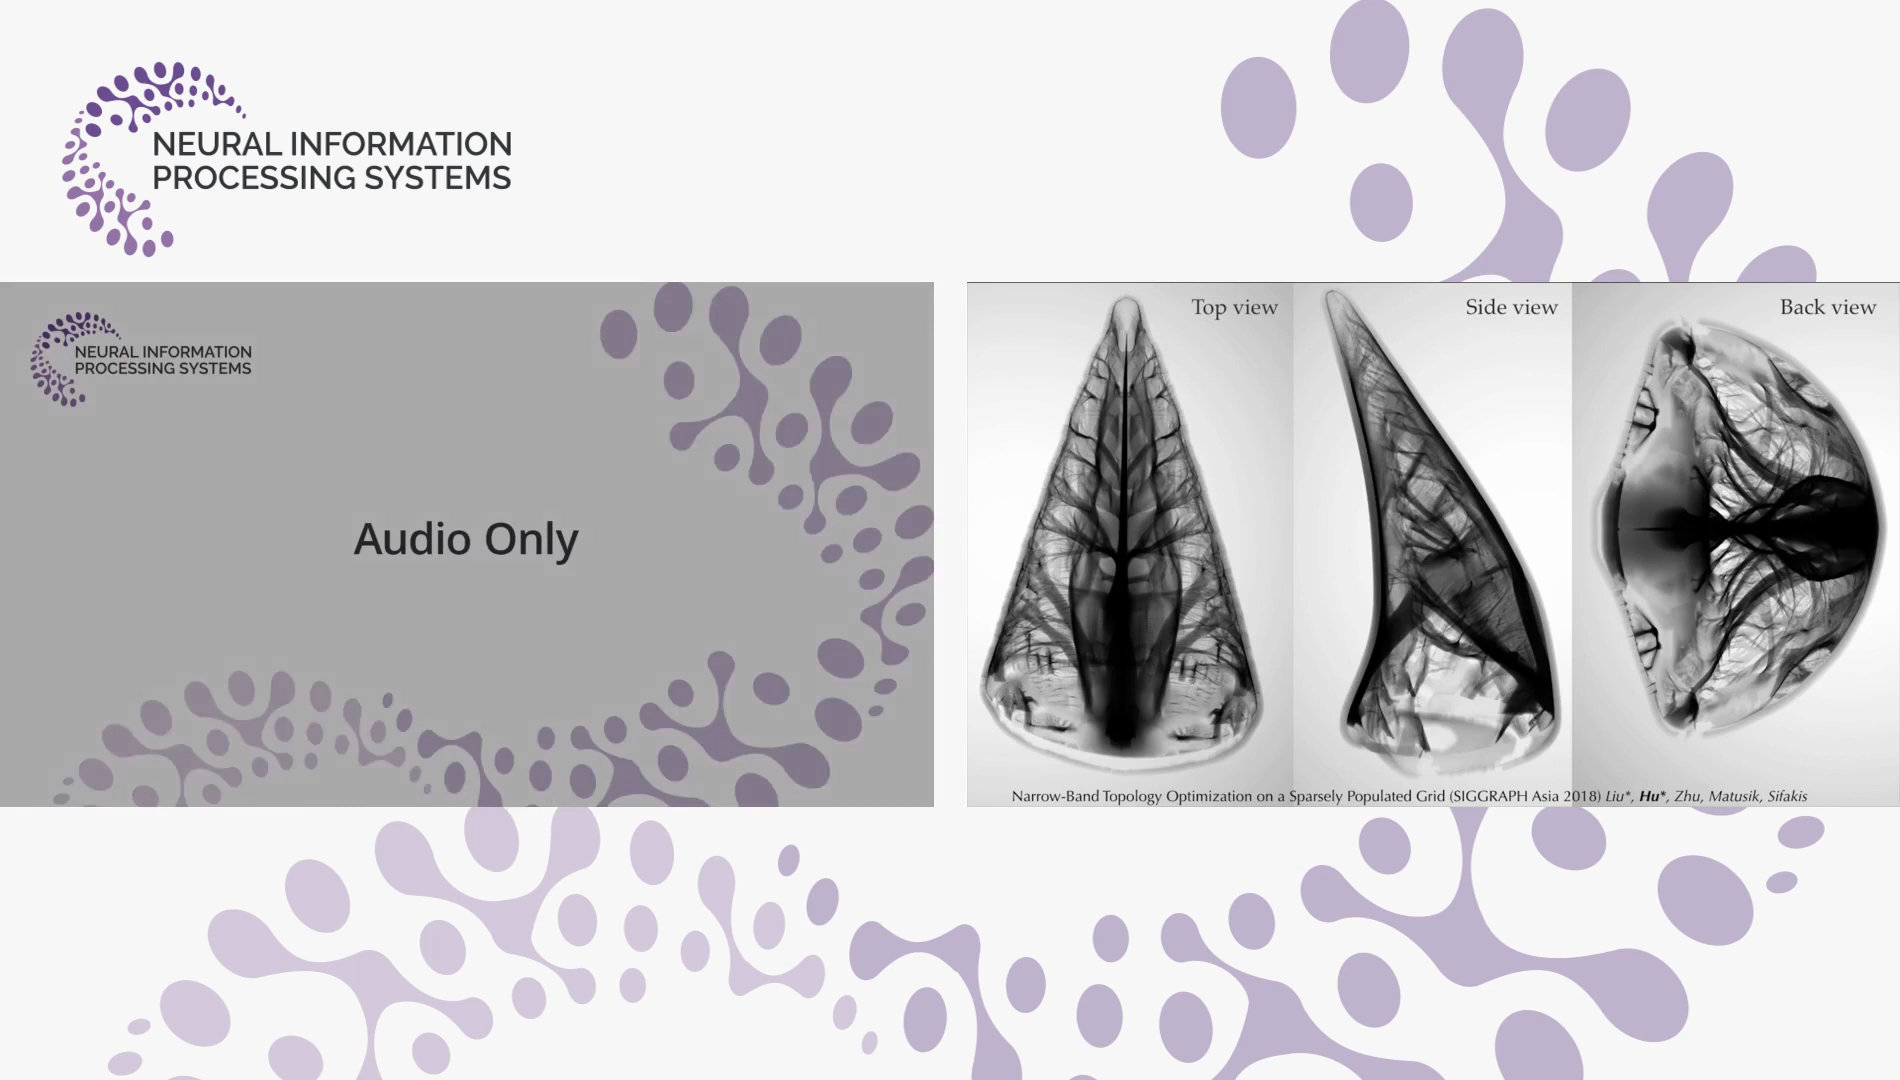 NEURAL INFORMATION
PROCESSING SYSTEMS
NEURAL INFORMATION
PROCESSING SYSTEMS
Audio Only
Top view
Side view
Back view
Narrow-Band Topology Optimization on a Sparsely Populated Grid (SIGGRAPH Asia 2018) Liu*, Hu*, Zhu, Matusik, Sifakis